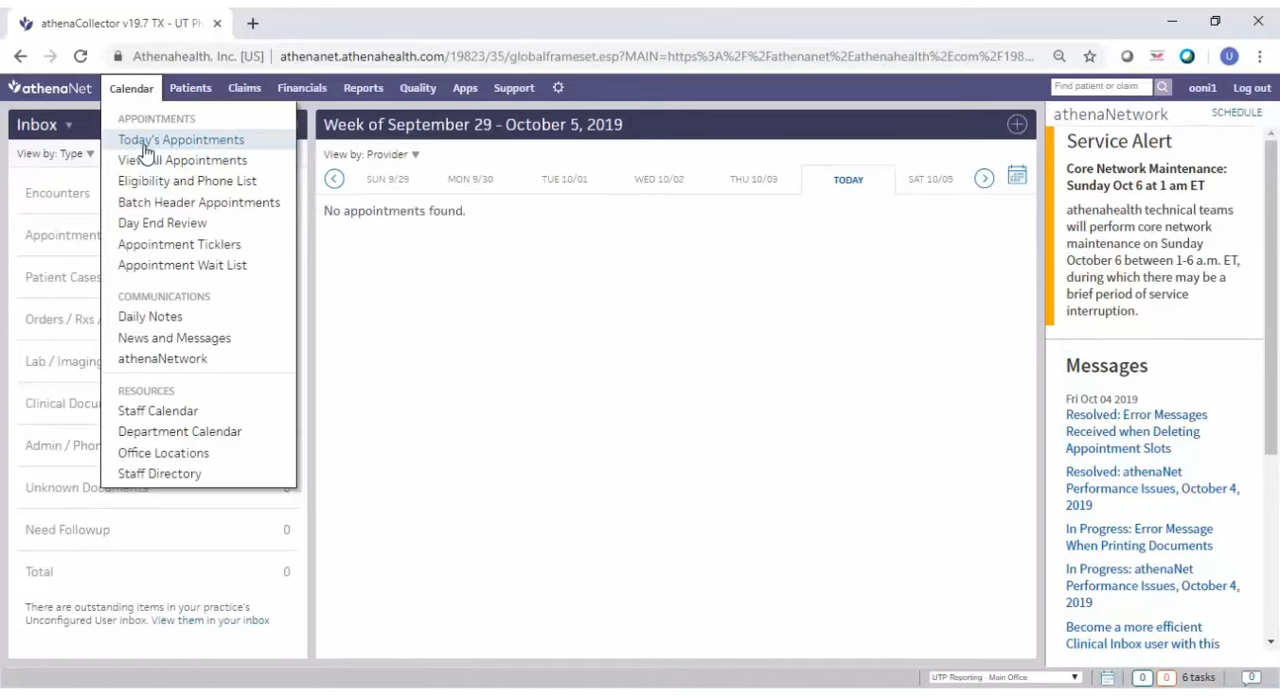 athenaCollector v19.7 TX - UT Ph
Athenahealth, Inc. [US] athenanet.athenahealth.com/19823/35/globalframeset.esp?MAIN=https%3A%2F%2Fathenanet%2Eathenahealth%2Ecom%2F198...
U
athenaNet Calendar Patients Claims Financials Reports Quality Apps Support
Find patient or claim
ooni1 Log out
Inbox
View by: Type
Encounters
Appointment
Patient Cases
Orders / Rxs /
Lab / Imaging
Clinical Docu
Admin / Phor
Unknown Documents
Need Followup 0
Total 0
There are outstanding items in your practice's
Unconfigured User inbox. View them in your inbox
APPOINTMENTS
Today's Appointments
View All Appointments
Eligibility and Phone List
Batch Header Appointments
Day End Review
Appointment Ticklers
Appointment Wait List
COMMUNICATIONS
Daily Notes
News and Messages
athenaNetwork
RESOURCES
Staff Calendar
Department Calendar
Office Locations
Staff Directory
Week of September 29 - October 5, 2019
View by: Provider
SUN 9/29 MON 9/30 TUE 10/01 WED 10/02 THU 10/03 TODAY SAT 10/05
No appointments found.
athenaNetwork SCHEDULE
Service Alert
Core Network Maintenance:
Sunday Oct 6 at 1 am ET
athenahealth technical teams
will perform core network
maintenance on Sunday
October 6 between 1-6 a.m. ET,
during which there may be a
brief period of service
interruption.
Messages
Fri Oct 04 2019
Resolved: Error Messages
Received when Deleting
Appointment Slots
Resolved: athenaNet
Performance Issues, October 4,
2019
In Progress: Error Message
When Printing Documents
In Progress: athenaNet
Performance Issues, October 4,
2019
Become a more efficient
Clinical Inbox user with this
UTP Reporting - Main Office
0 0 6 tasks 0